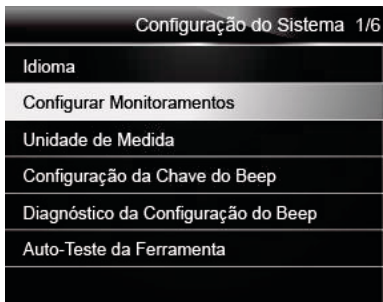 Configuração do Sistema 1/6
Idioma
Configurar Monitoramentos
Unidade de Medida
Configuração da Chave do Beep
Diagnóstico da Configuração do Beep
Auto-Teste da Ferramenta